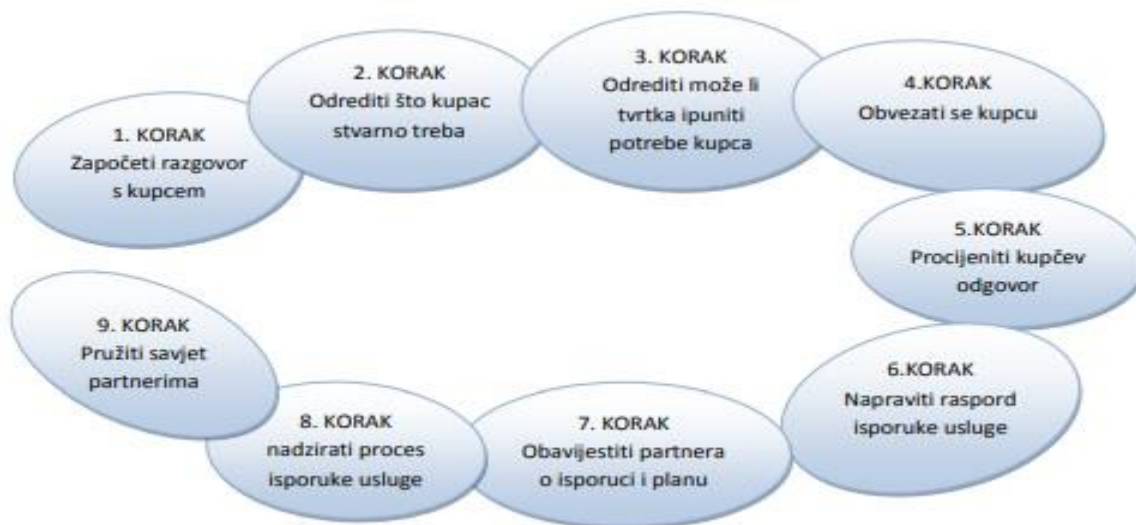 1. KORAK
Započeti razgovor
s kupcem
2. KORAK
Odrediti što kupac
stvarno treba
3. KORAK
Odrediti može li
tvrtka ipuniti
potrebe kupca
4.KORAK
Obvezati se kupcu
5.KORAK
Procijeniti kupčev
odgovor
6.KORAK
Napraviti raspord
isporuke usluge
7. KORAK
Obavijestiti partnera
o isporuci i planu
8. KORAK
nadzirati proces
isporuke usluge
9. KORAK
Pružiti savjet
partnerima